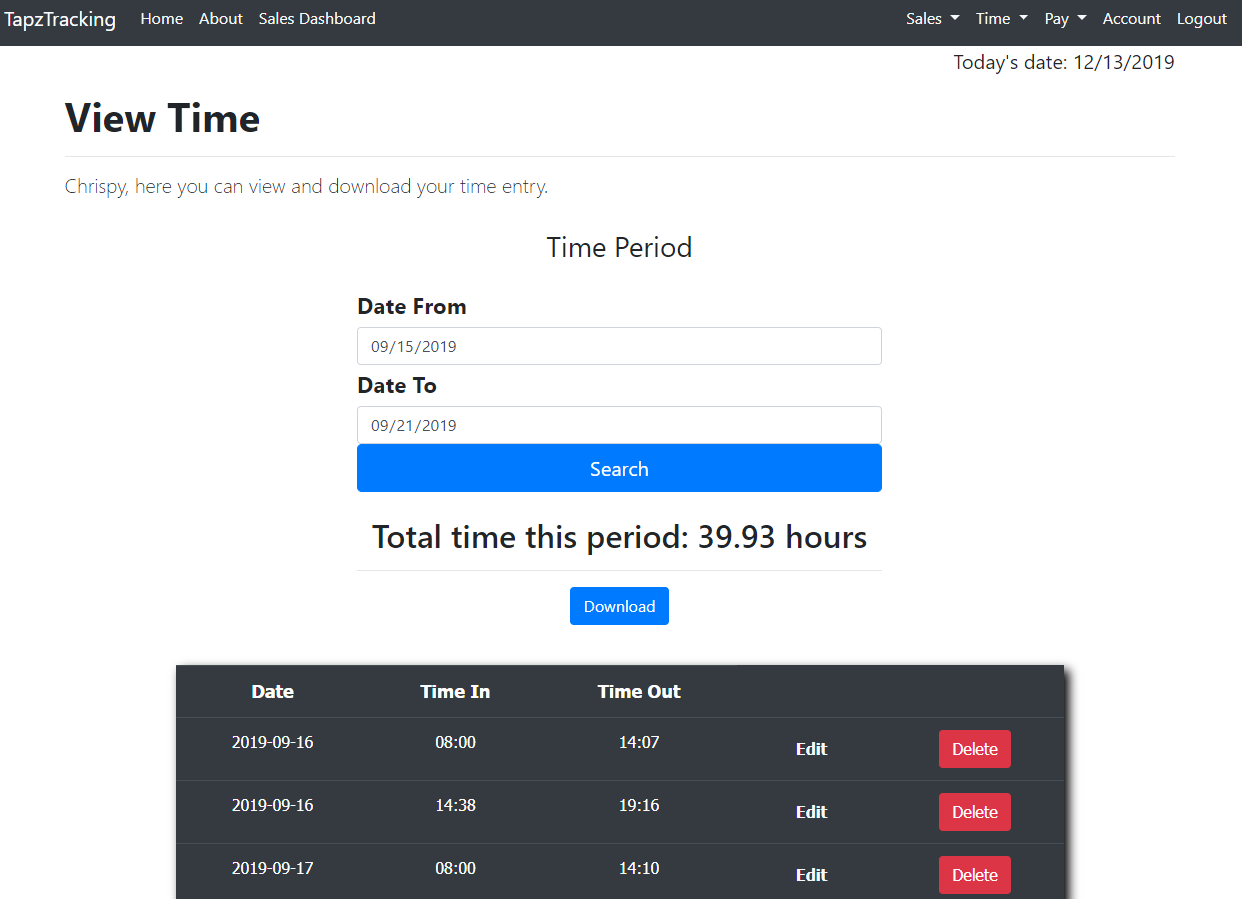 TapzTracking Home About Sales Dashboard Sales Time Pay Account Logout
Today's date: 12/13/2019
View Time
Chrispy, here you can view and download your time entry.
Time Period
Date From
09/15/2019
Date To
09/21/2019
Search
Total time this period: 39.93 hours
Download
Date Time In Time Out
2019-09-16 08:00 14:07 Edit Delete
2019-09-16 14:38 19:16 Edit Delete
2019-09-17 08:00 14:10 Edit Delete